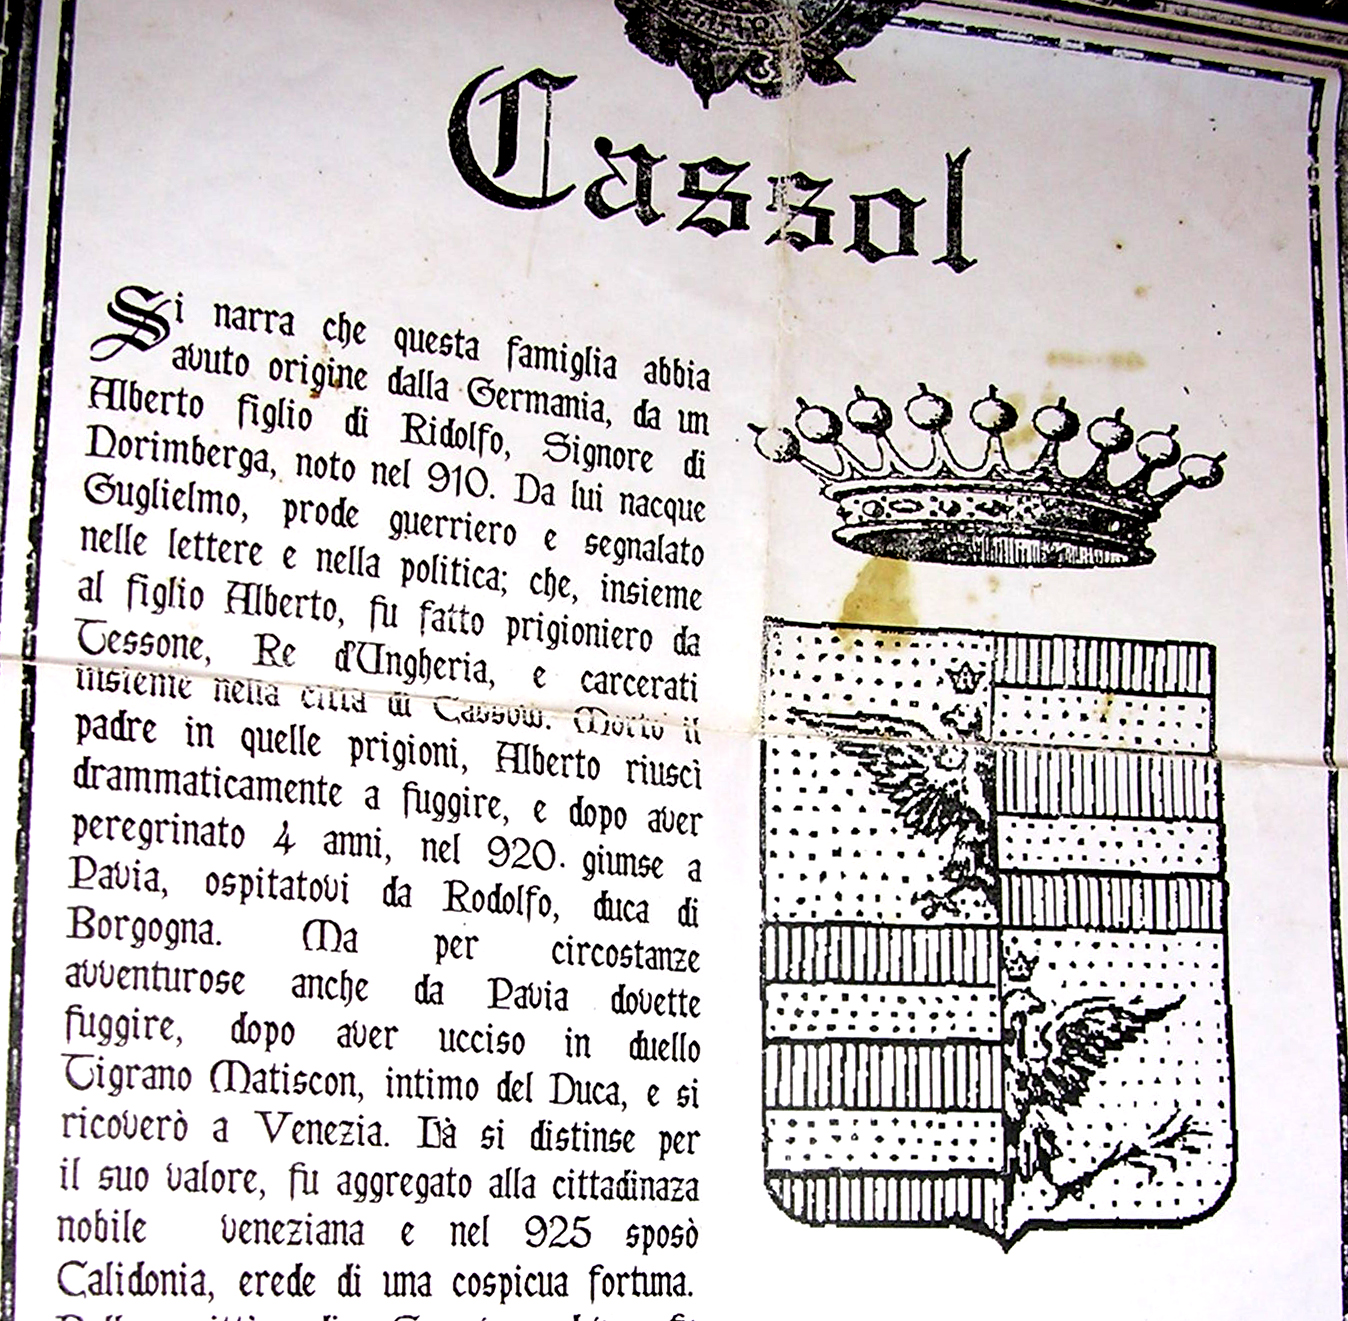 Cassol
Si narra che questa famiglia abbia
avuto origine dalla Germania, da un
Alberto figlio di Ridolfo, Signore di
Norimberga, noto nel 910. Da lui nacque
Guglielmo, prode guerriero e segnalato
nelle lettere e nella politica; che, insieme
al figlio Alberto, fu fatto prigioniero da
Tessone, Re d'Ungheria, e carcerati
insieme nella città di Cassow. Morto il
padre in quelle prigioni, Alberto riuscì
drammaticamente a fuggire, e dopo aver
peregrinato 4 anni, nel 920. giunse a
Pavia, ospitatovi da Rodolfo, duca di
Borgogna. Ma per circostanze
avventurose anche da Pavia dovette
fuggire, dopo aver ucciso in duello
Tigrano Matiscon, intimo del Duca, e si
ricoverò a Venezia. Là si distinse per
il suo valore, fu aggregato alla cittadinaza
nobile veneziana e nel 925 sposò
Calidonia, erede di una cospicua fortuna.